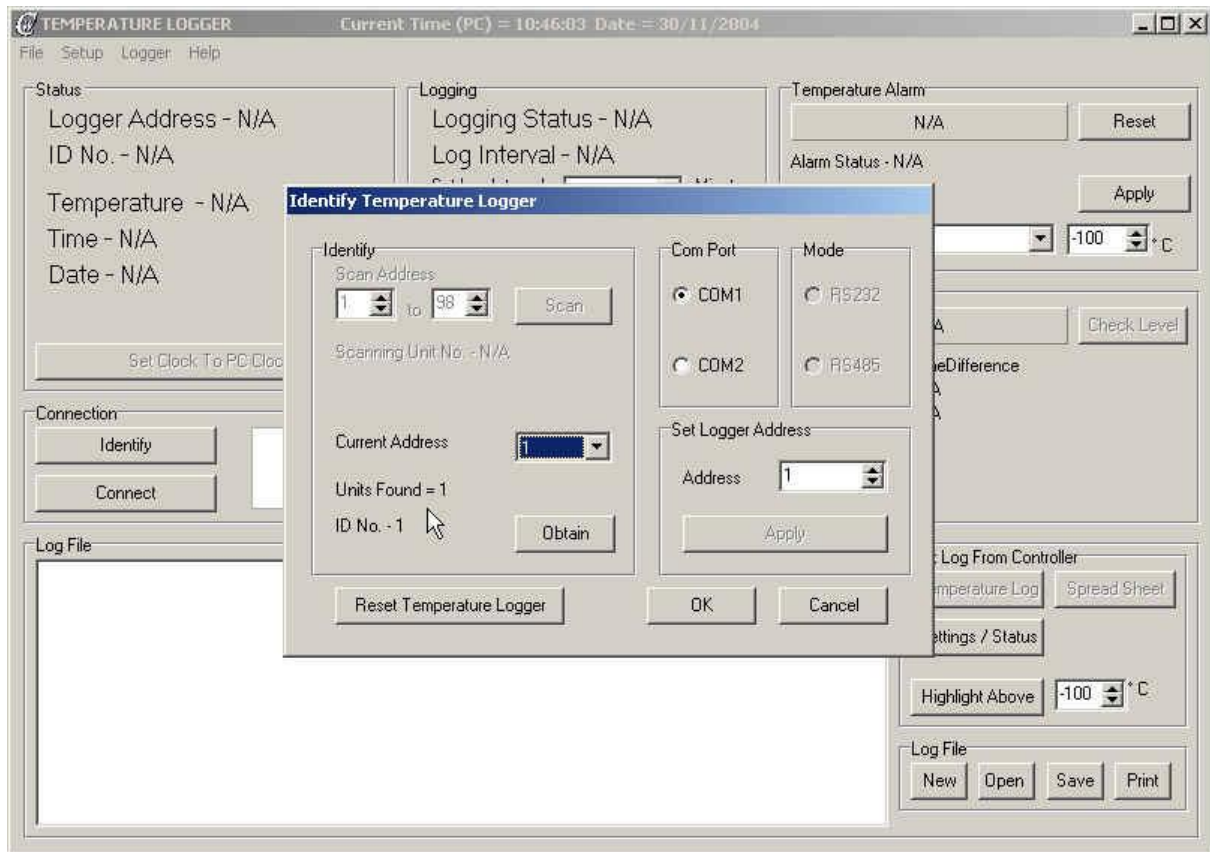 TEMPERATURE LOGGER Current Time (PC) = 10:46:03 Date = 30/11/2004
File Setup Logger Help
Status
Logger Address - N/A
ID No. - N/A
Temperature - N/A
Time - N/A
Date - N/A
Set Clock To PC Cloc
Logging
Logging Status - N/A
Log Interval - N/A
Temperature Alarm
N/A Reset
Alarm Status - N/A
Apply
-100 °C
Check Level
eDifference
Connection
Identify
Connect
Identify Temperature Logger
Identify
Scan Address
1 to 98 Scan
Scanning Unit No. - N/A
Current Address 1
Units Found = 1
ID No. - 1 Obtain
Com Port
COM1
COM2
Mode
RS232
RS485
Set Logger Address
Address 1
Apply
Reset Temperature Logger OK Cancel
Log File
Log From Controller
mperature Log Spread Sheet
ettings / Status
Highlight Above -100 °C
Log File
New Open Save Print